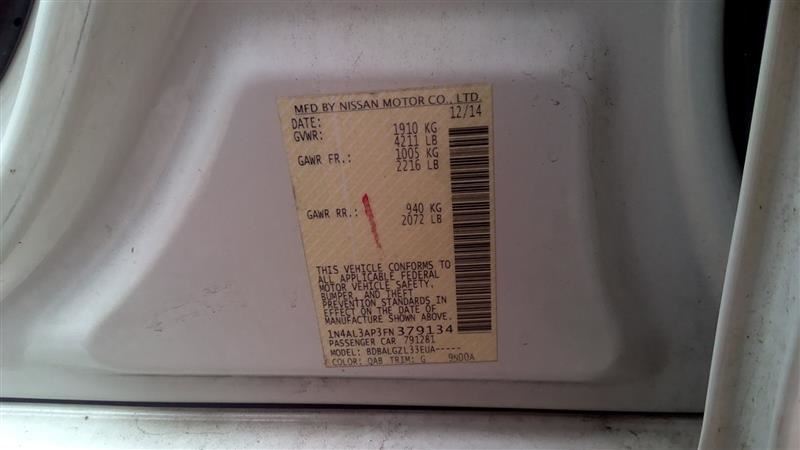 MFD BY NISSAN MOTOR CO., LTD.
DATE: 12/14
GVWR: 1910 KG
4211 LB
GAWR FR.: 1005 KG
2216 LB
GAWR RR.: 940 KG
2072 LB
THIS VEHICLE CONFORMS TO
ALL APPLICABLE FEDERAL
MOTOR VEHICLE SAFETY,
BUMPER, AND THEFT
PREVENTION STANDARDS IN
EFFECT ON THE DATE OF
MANUFACTURE SHOWN ABOVE.
1N4AL3AP3FN379134
PASSENGER CAR 791281
MODEL: BDBALGZL33EUA-----
COLOR: QAB TRIM: G 9N00A